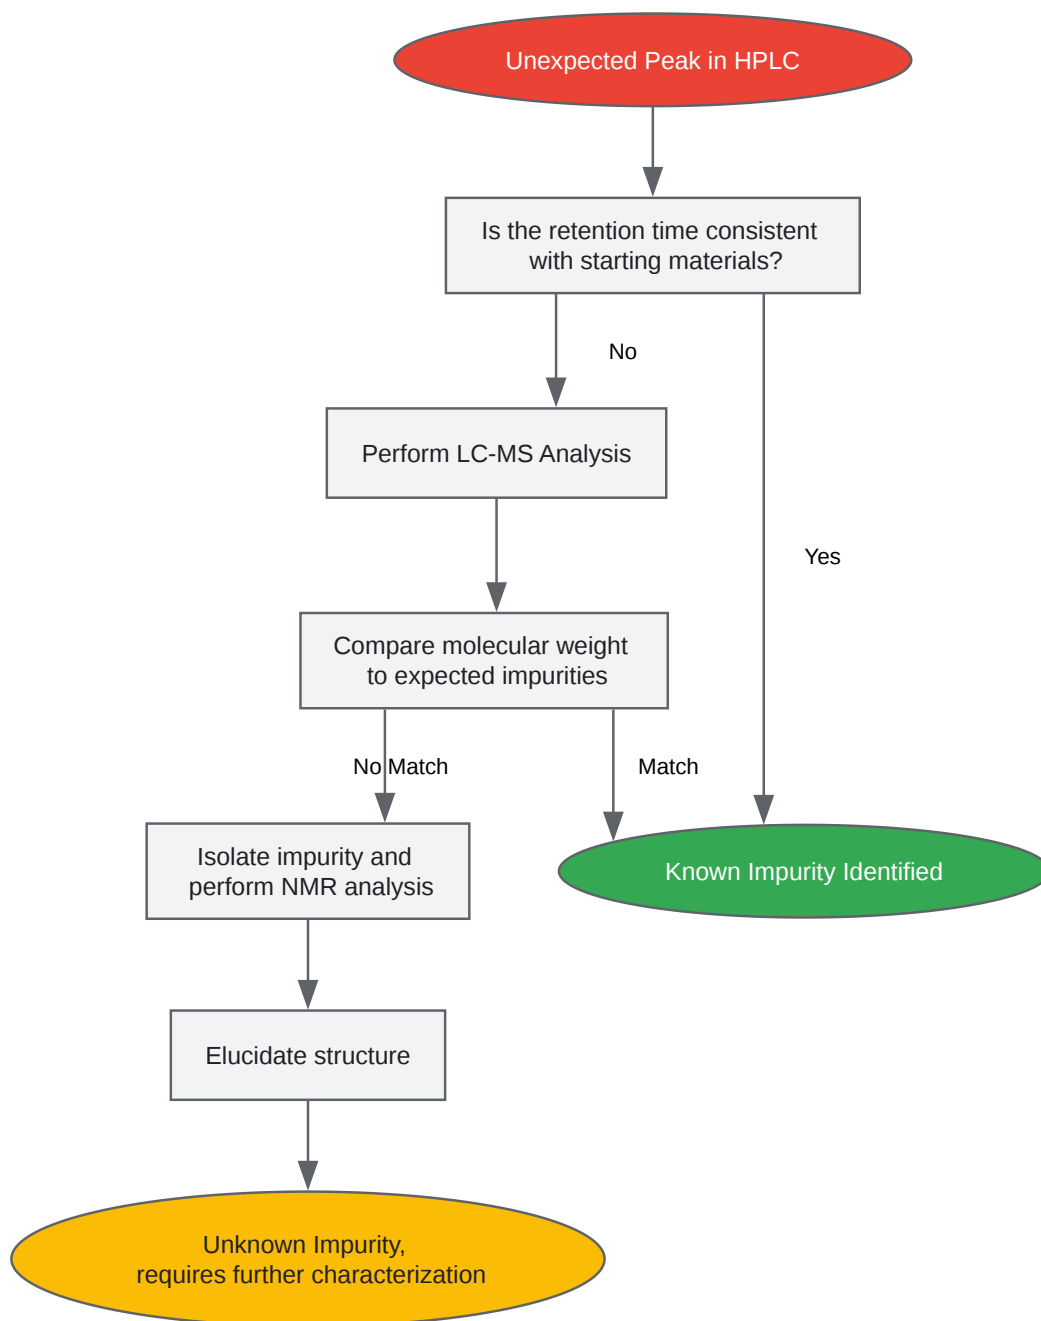 Unexpected Peak in HPLC
Is the retention time consistent
with starting materials?
No
Perform LC-MS Analysis
Yes
Compare molecular weight
to expected impurities
No Match
Match
Isolate impurity and
perform NMR analysis
Known Impurity Identified
Elucidate structure
Unknown Impurity,
requires further characterization